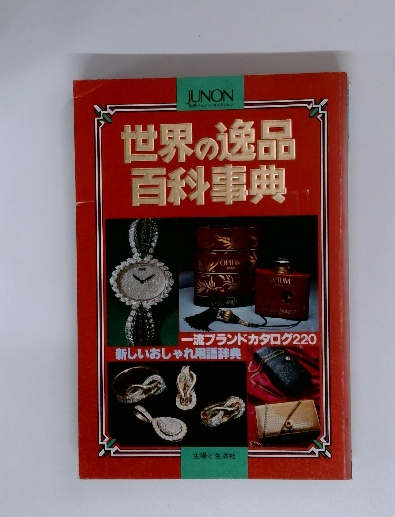 JUNON
世界の逸品
百科事典
OPIUM
OPIUM
一流ブランドカタログ220
新しいおしゃれ用語辞典
主婦と生活社